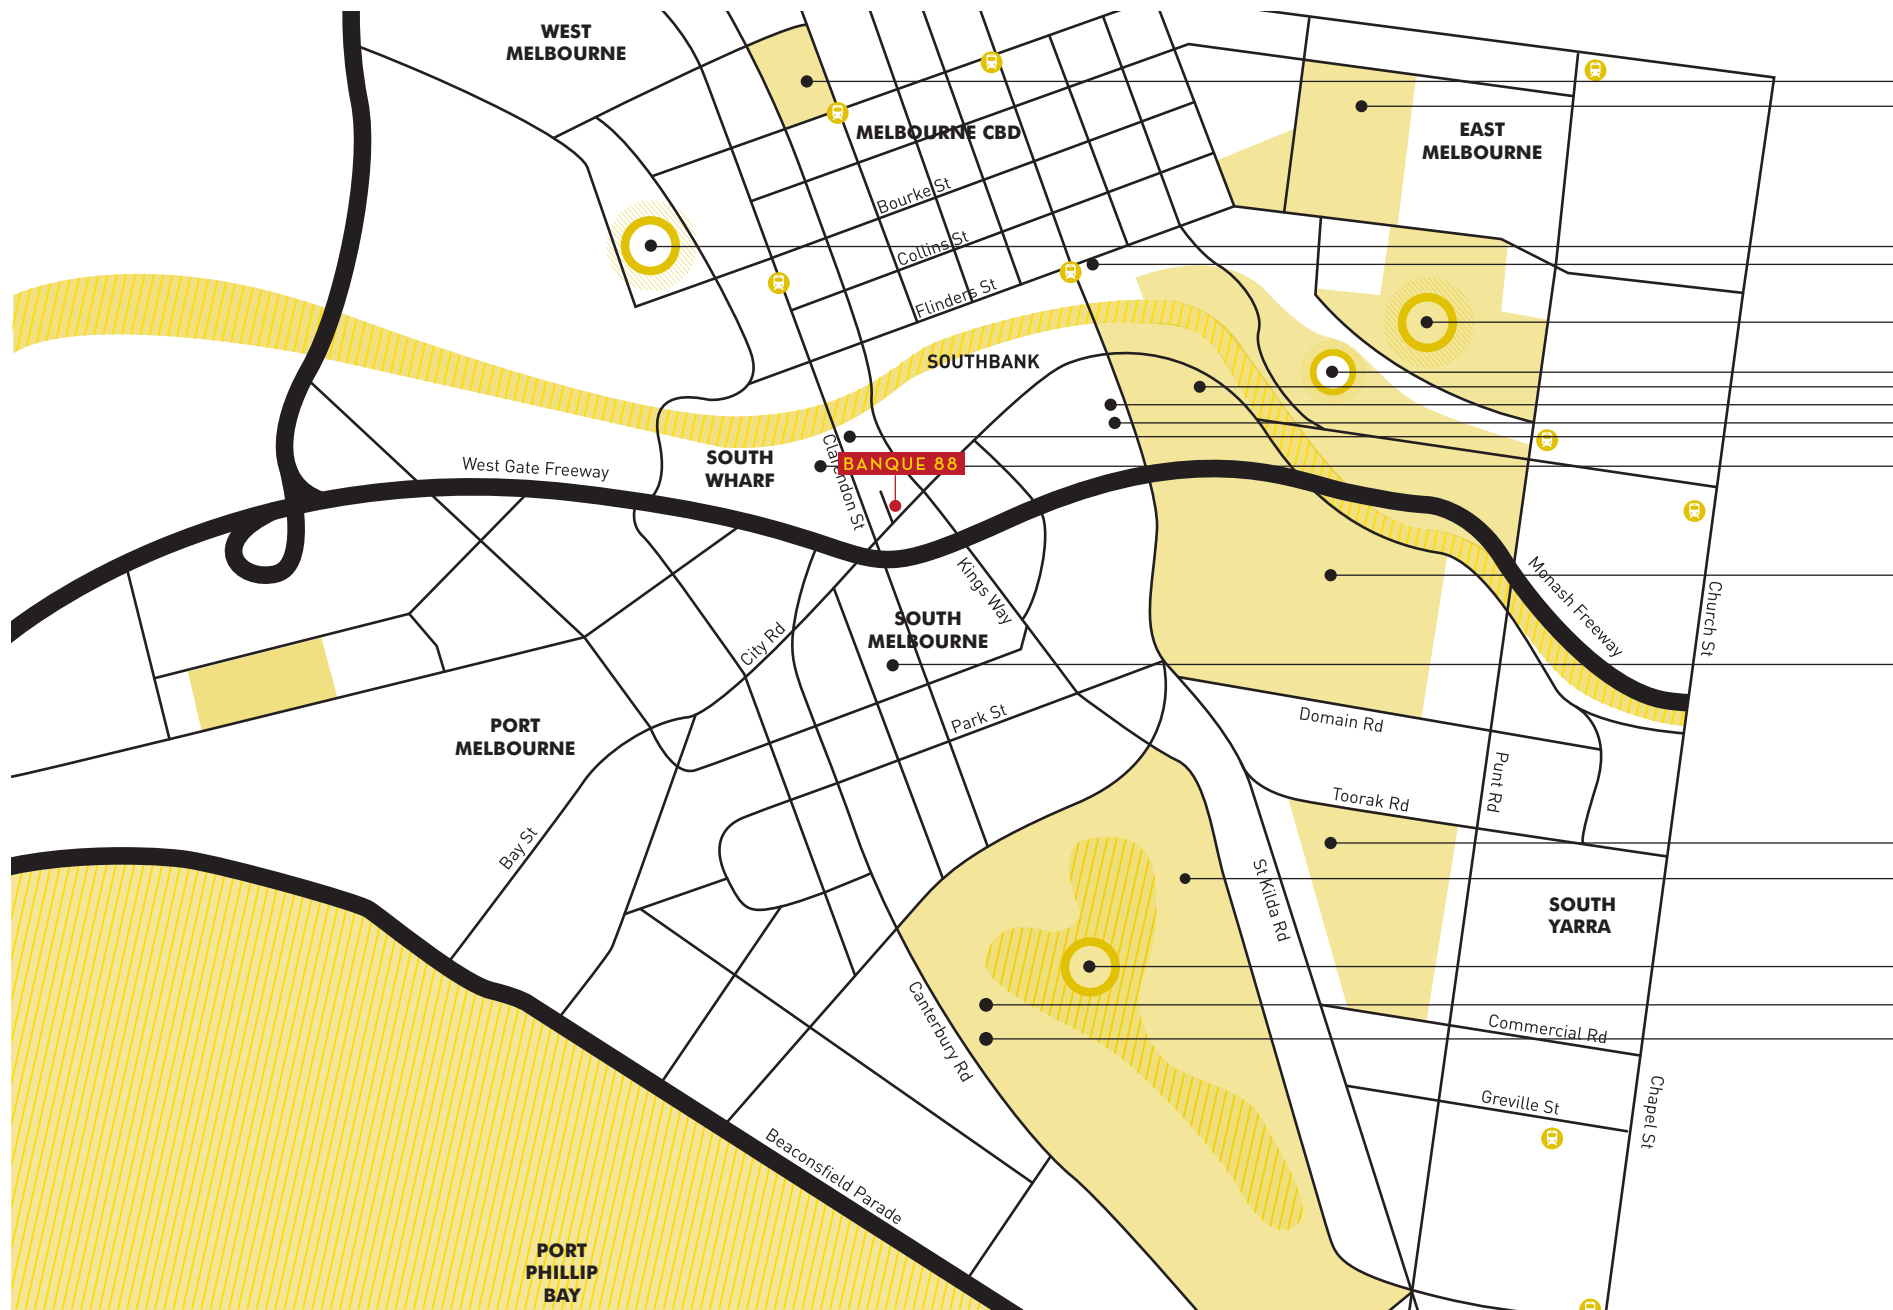 WEST
MELBOURNE
MELBOURNE CBD
EAST
MELBOURNE
Bourke St
Collins St
Flinders St
SOUTHBANK
SOUTH
WHARF
West Gate Freeway
Clarendon St
BANQUE 88
Kings Way
Monash Freeway
Church St
SOUTH
MELBOURNE
City Rd
Park St
Domain Rd
PORT
MELBOURNE
Punt Rd
Toorak Rd
Bay St
St Kilda Rd
SOUTH
YARRA
Canterbury Rd
Commercial Rd
Greville St
Chapel St
Beaconsfield Parade
PORT
PHILLIP
BAY